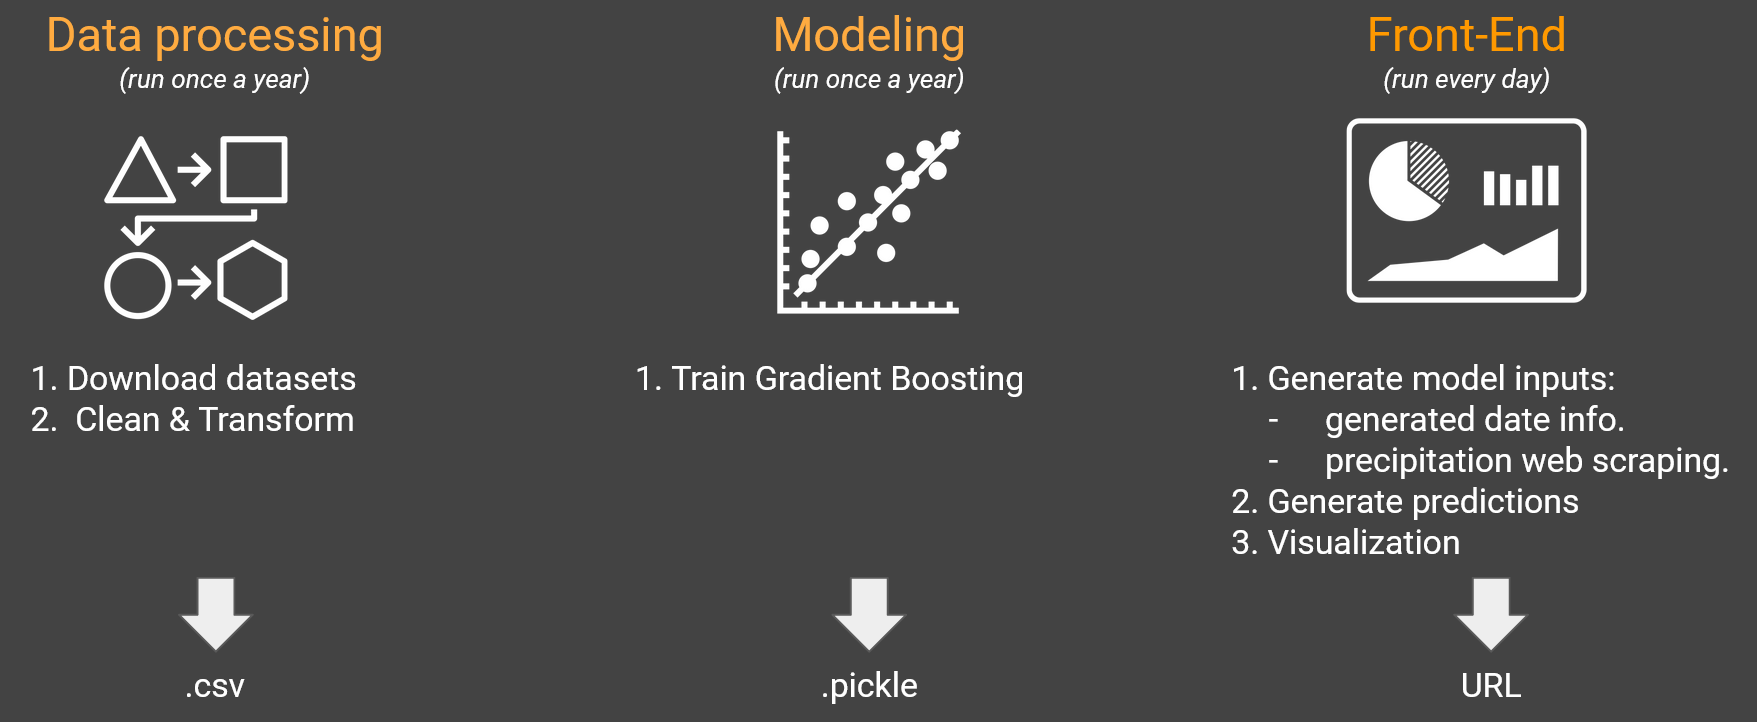 Data processing
(run once a year)
1. Download datasets
2. Clean & Transform
.csv
Modeling
(run once a year)
1. Train Gradient Boosting
.pickle
Front-End
(run every day)
1. Generate model inputs:
- generated date info.
- precipitation web scraping.
2. Generate predictions
3. Visualization
URL